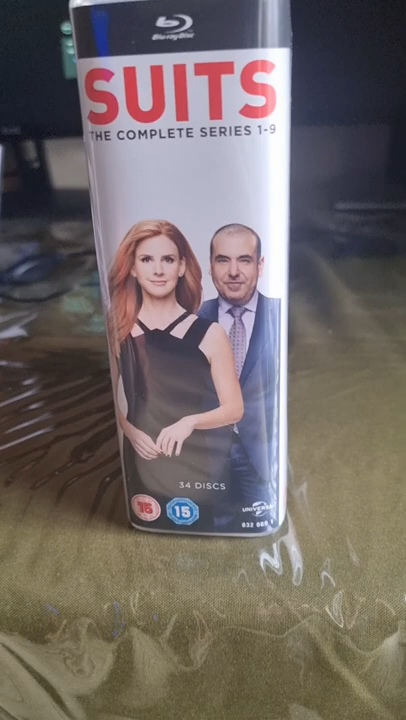 Blu-ray Disc
SUITS
THE COMPLETE SERIES 1-9
34 DISCS
15 15
UNIVERSAL